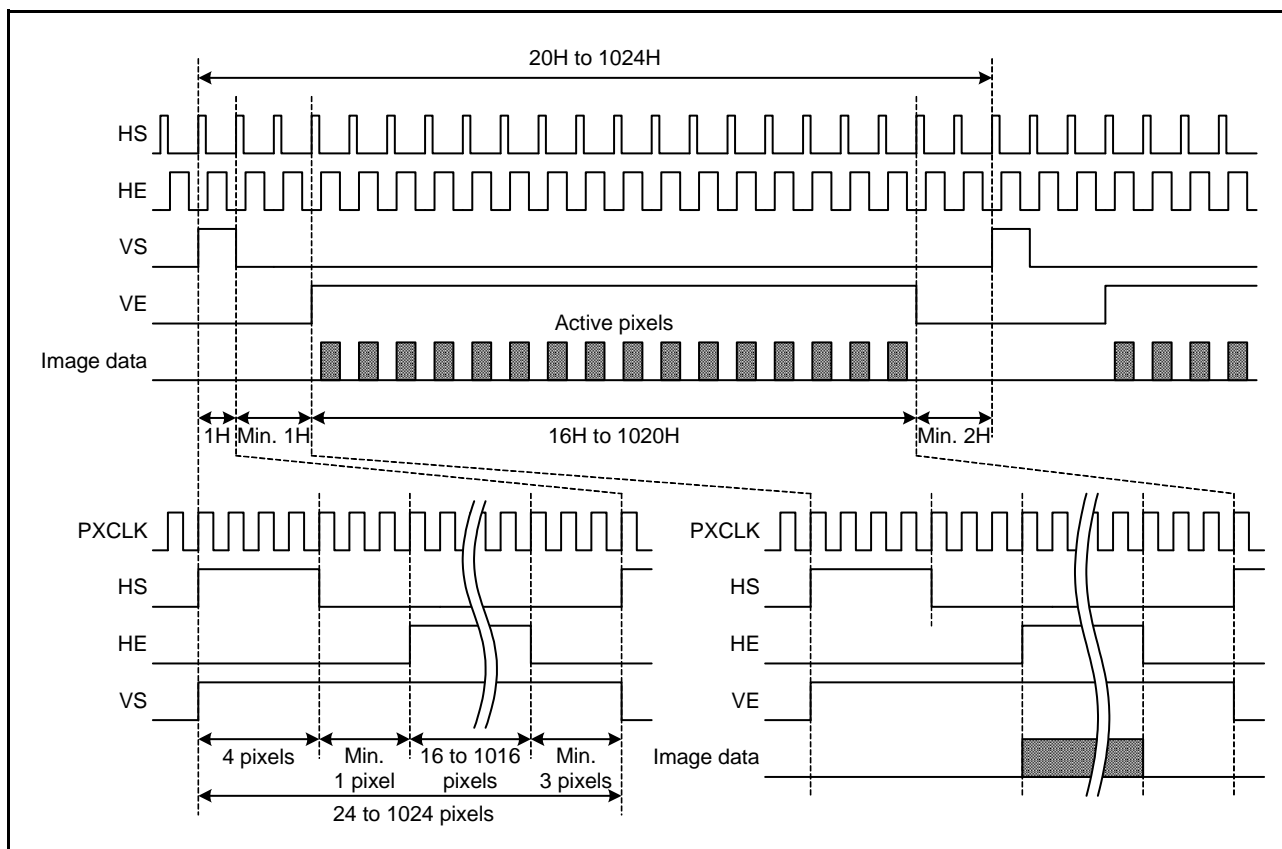 20H to 1024H
HS
HE
VS
VE
Active pixels
Image data
1H
Min. 1H
16H to 1020H
Min. 2H
PXCLK
HS
HE
VS
4 pixels
Min.
1 pixel
16 to 1016
pixels
Min.
3 pixels
24 to 1024 pixels
PXCLK
HS
HE
VE
Image data